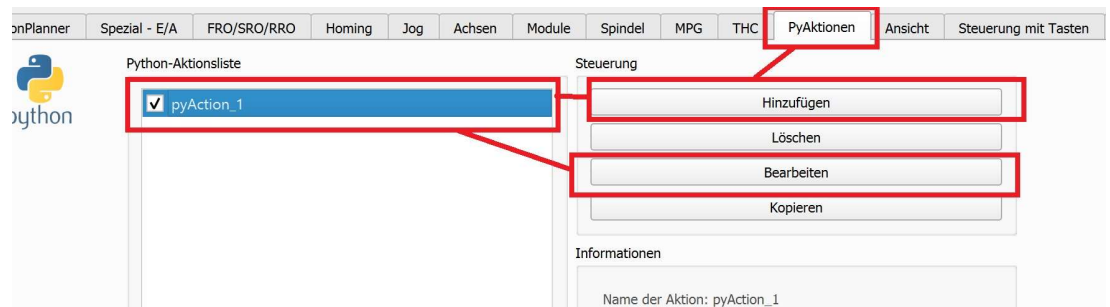 onPlanner Spezial - E/A FRO/SRO/RRO Homing Jog Achsen Module Spindel MPG THC PyAktionen Ansicht Steuerung mit Tasten
Python-Aktionsliste
Steuerung
pyAction_1
Hinzufügen
python
Löschen
Bearbeiten
Kopieren
Informationen
Name der Aktion: pyAction_1